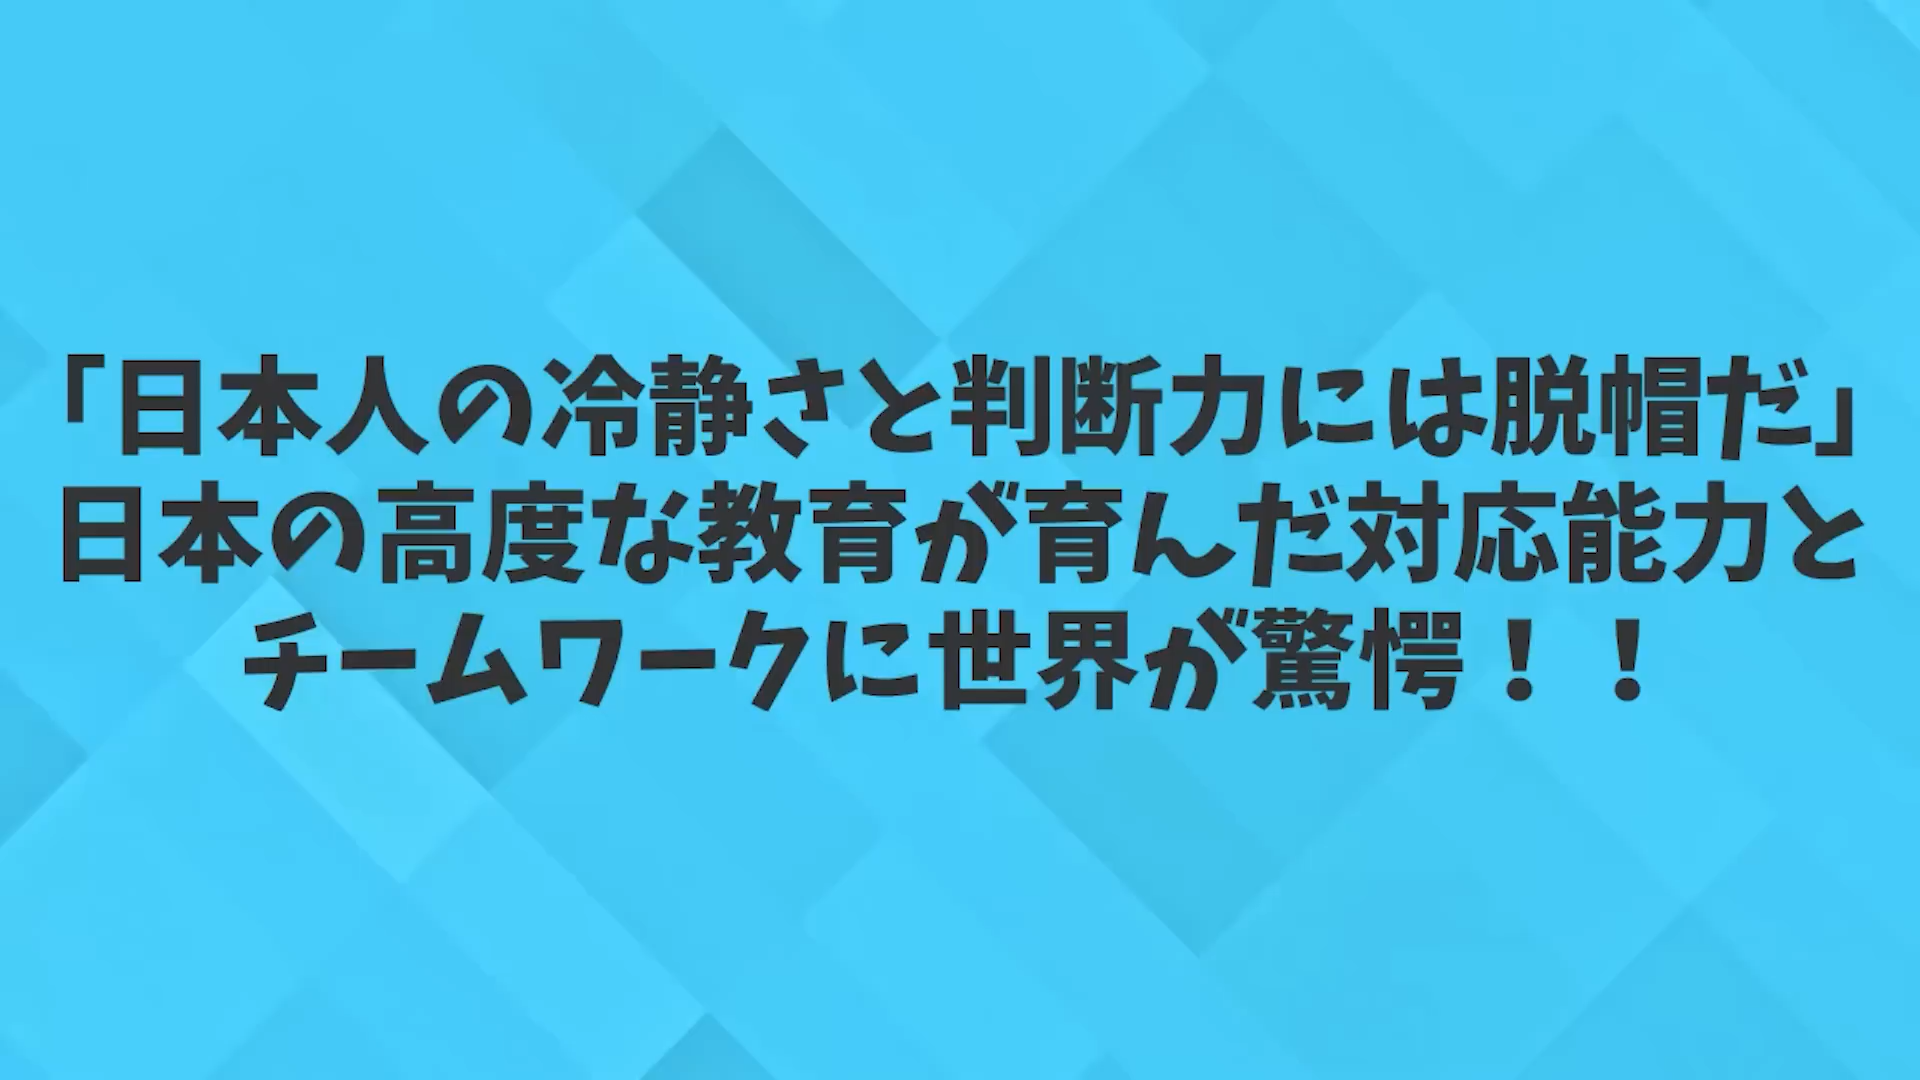 「日本人の冷静さと判断力には脱帽だ」
日本の高度な教育が育んだ対応能力と
チームワークに世界が驚愕！！